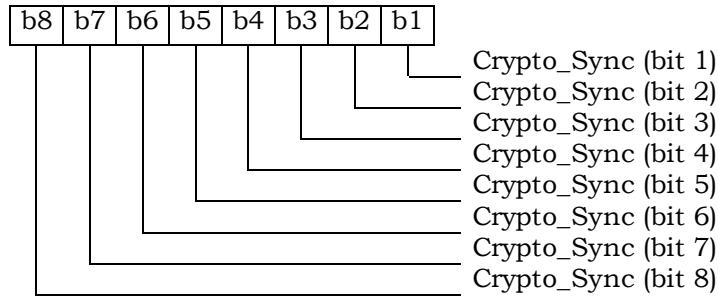 b8 b7 b6 b5 b4 b3 b2 b1
Crypto_Sync (bit 1)
Crypto_Sync (bit 2)
Crypto_Sync (bit 3)
Crypto_Sync (bit 4)
Crypto_Sync (bit 5)
Crypto_Sync (bit 6)
Crypto_Sync (bit 7)
Crypto_Sync (bit 8)